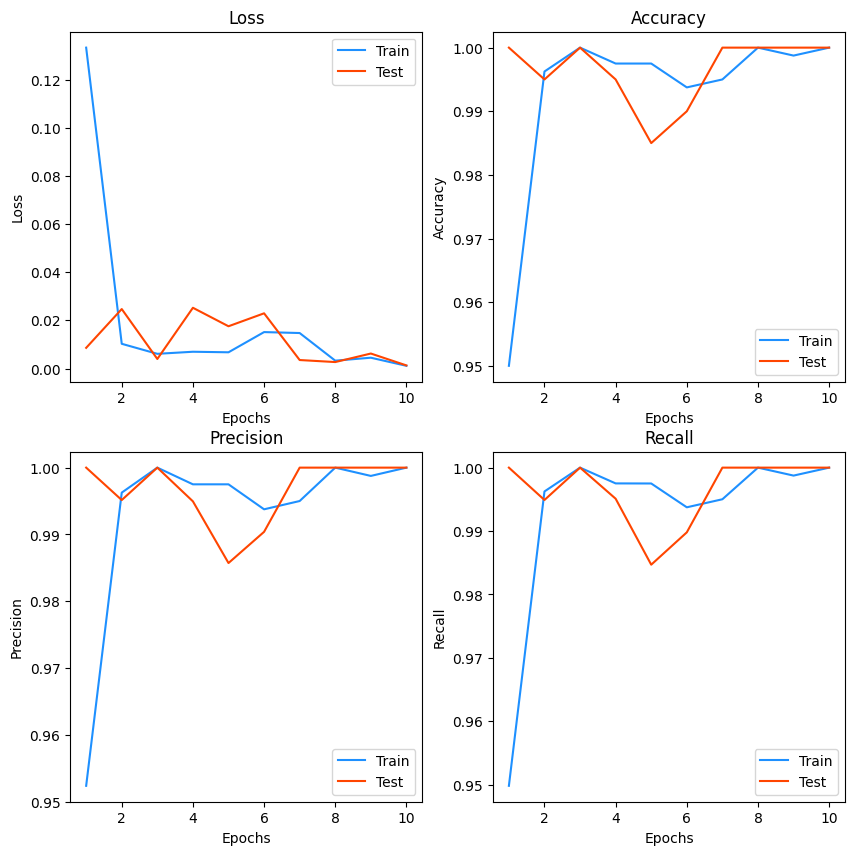 Loss
Train
Test
0.12
0.10
0.08
0.06
0.04
0.02
0.00
Loss
2 4 6 8 10
Epochs
Accuracy
1.00
0.99
0.98
0.97
0.96
0.95
Accuracy
Train
Test
2 4 6 8 10
Epochs
Precision
1.00
0.99
0.98
0.97
0.96
0.95
Precision
Train
Test
2 4 6 8 10
Epochs
Recall
1.00
0.99
0.98
0.97
0.96
0.95
Recall
Train
Test
2 4 6 8 10
Epochs